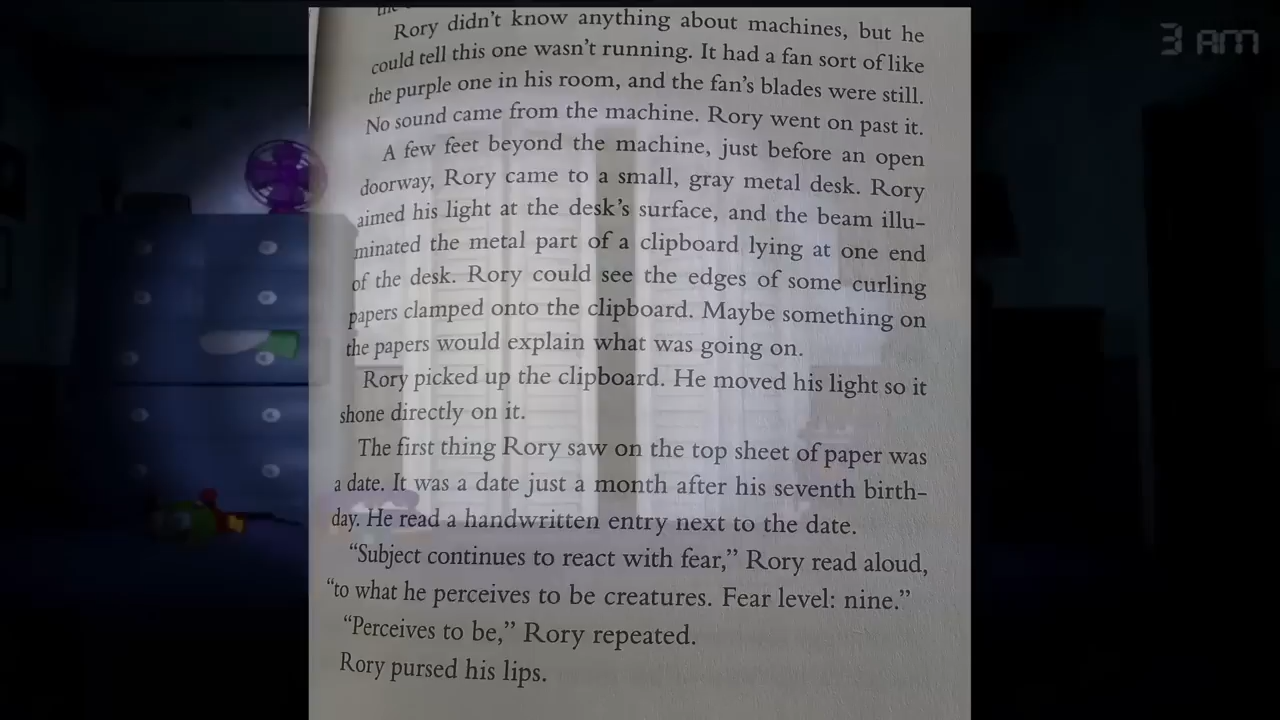 Rory didn't know anything about machines, but he
could tell this one wasn't running. It had a fan sort of like
the purple one in his room, and the fan's blades were still.
No sound came from the machine. Rory went on past it.
A few feet beyond the machine, just before an open
doorway, Rory came to a small, gray metal desk. Rory
aimed his light at the desk's surface, and the beam illu-
minated the metal part of a clipboard lying at one end
of the desk. Rory could see the edges of some curling
papers clamped onto the clipboard. Maybe something on
the papers would explain what was going on.
Rory picked up the clipboard. He moved his light so it
shone directly on it.
The first thing Rory saw on the top sheet of paper was
a date. It was a date just a month after his seventh birth-
day. He read a handwritten entry next to the date.
“Subject continues to react with fear,” Rory read aloud,
“to what he perceives to be creatures. Fear level: nine.”
“Perceives to be,” Rory repeated.
Rory pursed his lips.
3 AM